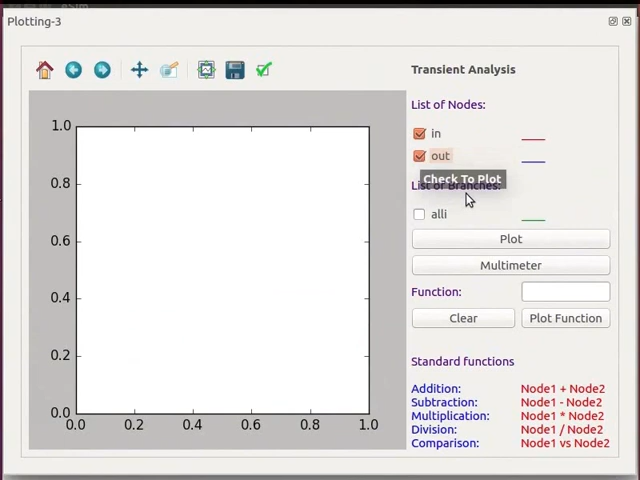 eSim
Plotting-3
Transient Analysis
List of Nodes:
in
out
Check To Plot
List of Branches:
alli
Plot
Multimeter
Function:
Clear
Plot Function
Standard functions
Addition: Node1 + Node2
Subtraction: Node1 - Node2
Multiplication: Node1 * Node2
Division: Node1 / Node2
Comparison: Node1 vs Node2
1.0
0.8
0.6
0.4
0.2
0.0
0.0 0.2 0.4 0.6 0.8 1.0